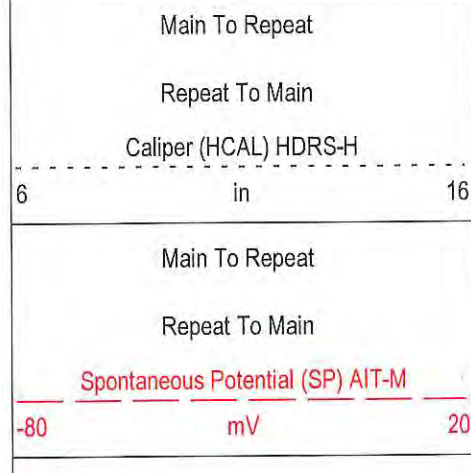 Main To Repeat
Repeat To Main
Caliper (HCAL) HDRS-H
6 in 16
Main To Repeat
Repeat To Main
Spontaneous Potential (SP) AIT-M
-80 mV 20